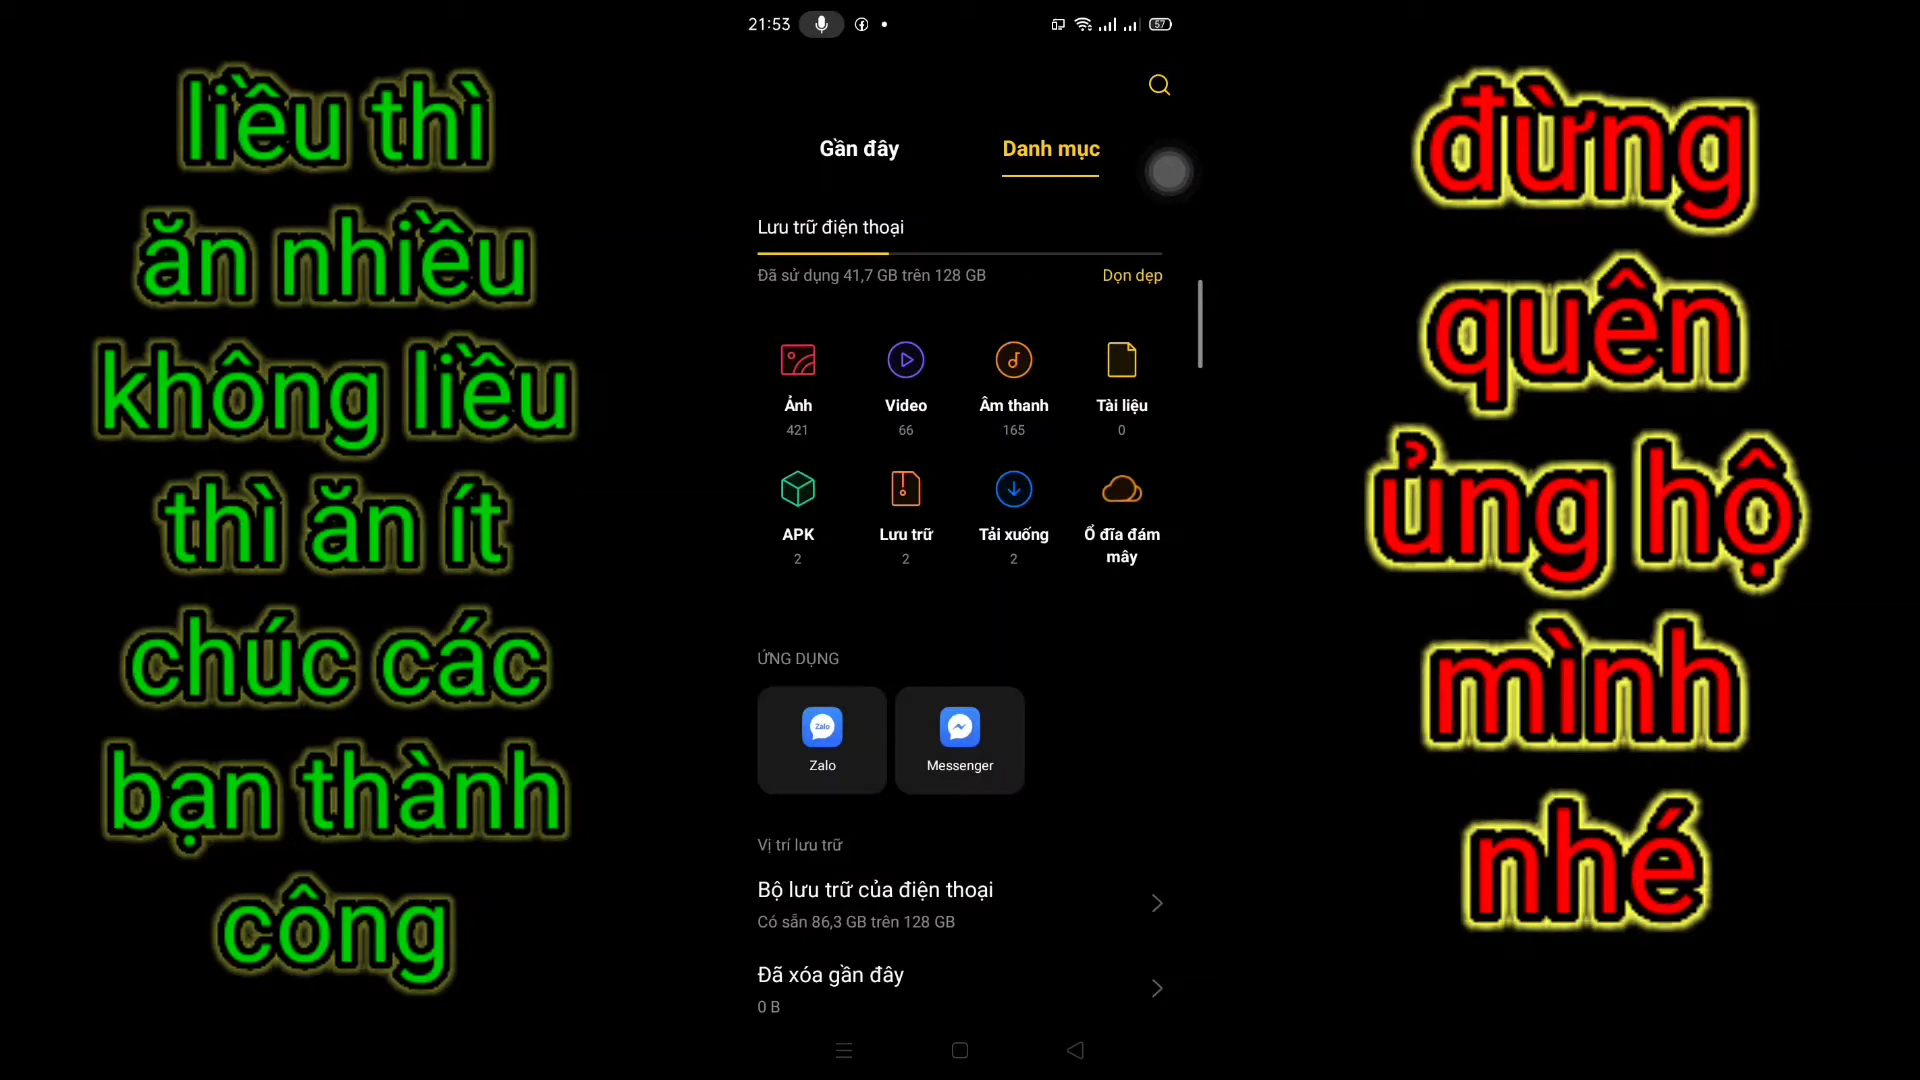 liều thì
ăn nhiều
không liều
thì ăn ít
chúc các
bạn thành
công
21:53
57
Gần đây
Danh mục
Lưu trữ điện thoại
Đã sử dụng 41,7 GB trên 128 GB
Dọn dẹp
Ảnh
421
Video
66
Âm thanh
165
Tài liệu
0
APK
2
Lưu trữ
2
Tải xuống
2
Ổ đĩa đám
mây
ỨNG DỤNG
Zalo
Zalo
Messenger
Vị trí lưu trữ
Bộ lưu trữ của điện thoại
Có sẵn 86,3 GB trên 128 GB
Đã xóa gần đây
0 B
đừng
quên
ủng hộ
mình
nhé